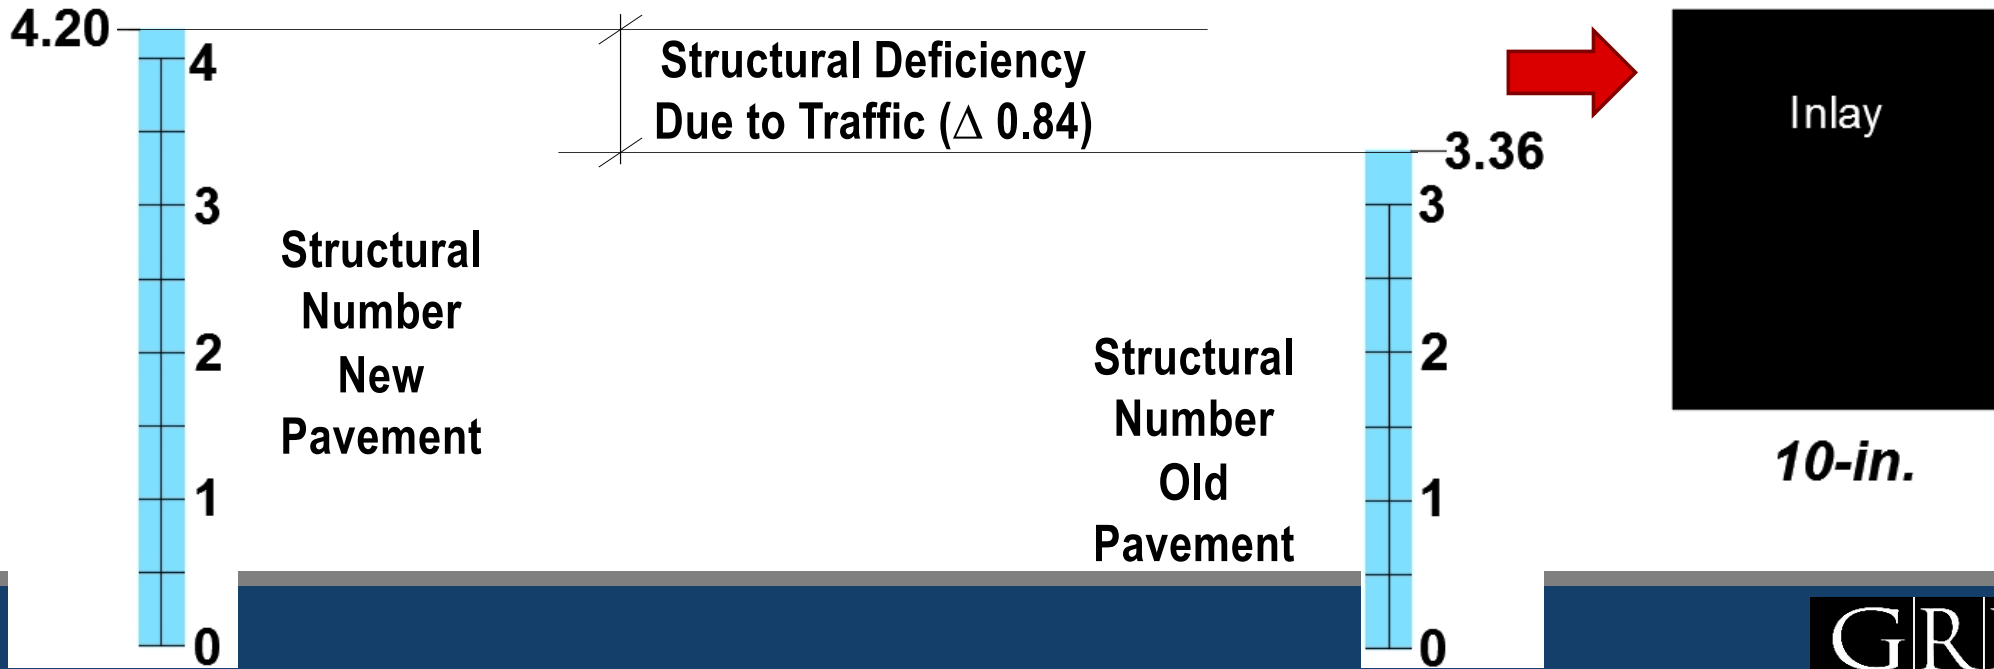 4.20
4
3
2
1
0
Structural
Number
New
Pavement
Structural Deficiency
Due to Traffic (Δ 0.84)
Structural
Number
Old
Pavement
3.36
3
2
1
0
Inlay
10-in.
GR